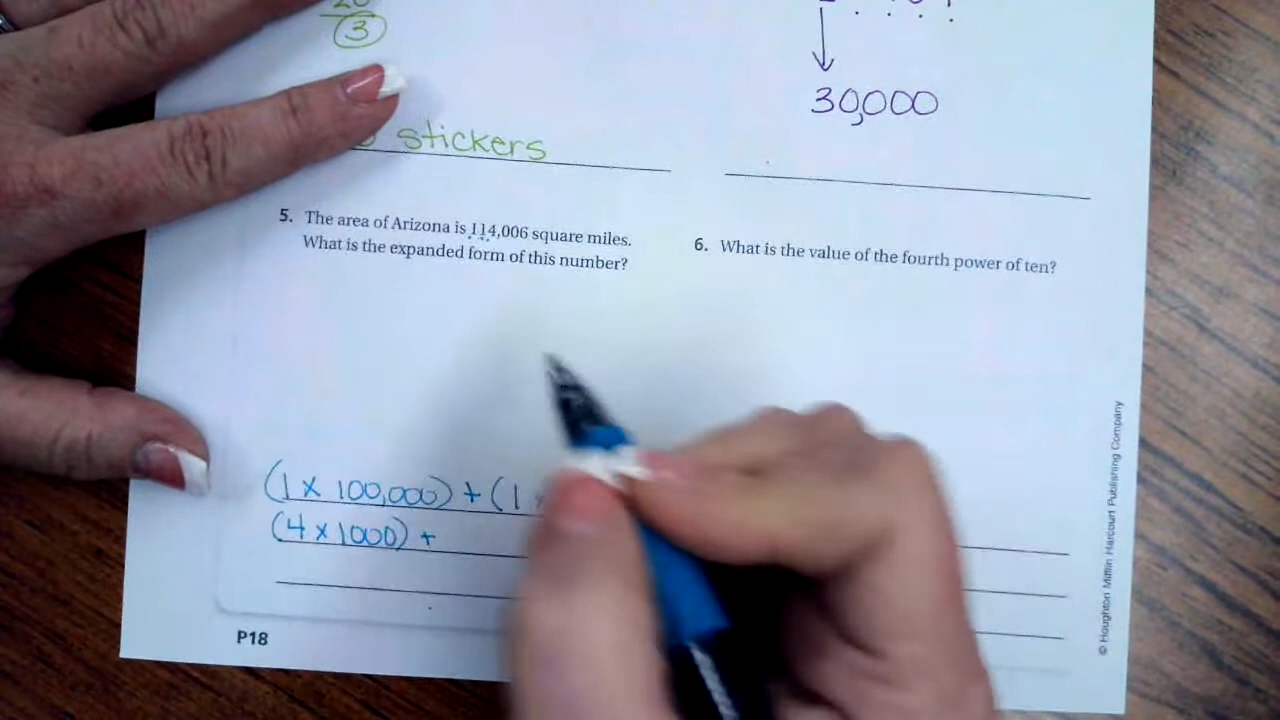 3
30,000
stickers
5. The area of Arizona is 114,006 square miles.
What is the expanded form of this number?
6. What is the value of the fourth power of ten?
(1 x 100,000) + (1
(4 x 1000) +
P18
© Houghton Mifflin Harcourt Publishing Company